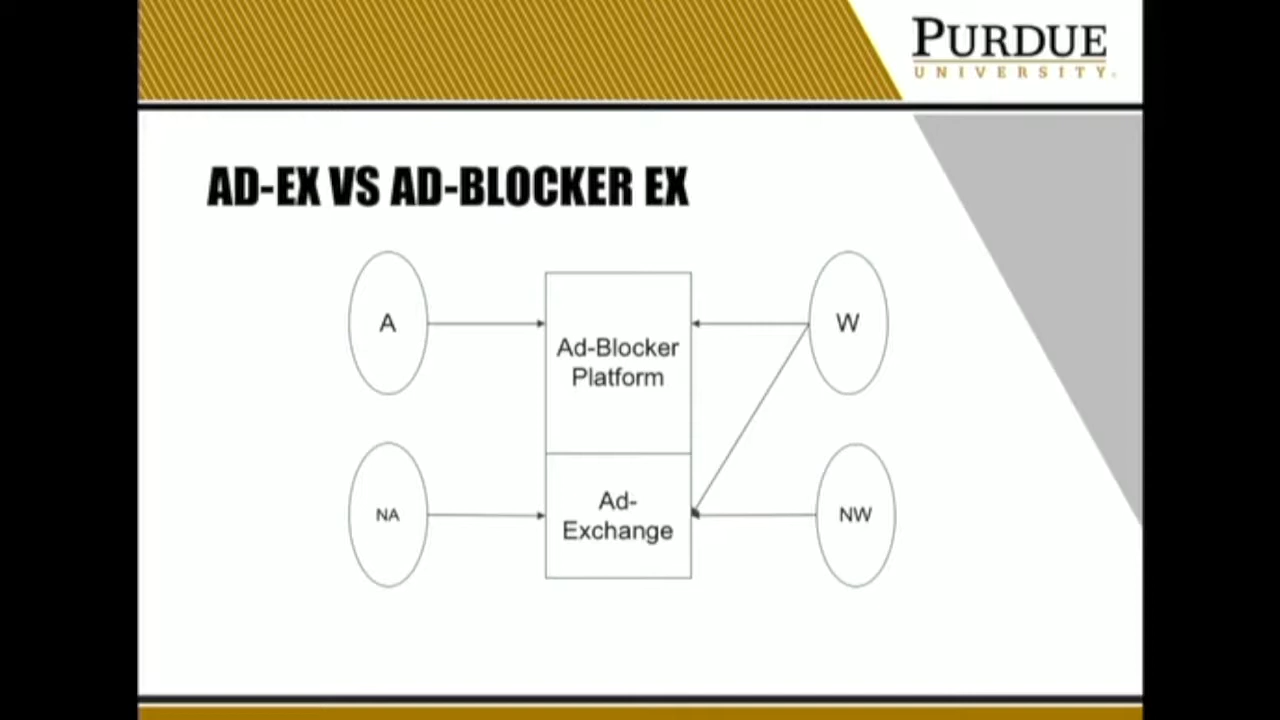 PURDUE
UNIVERSITY
AD-EX VS AD-BLOCKER EX
A
Ad-Blocker
Platform
W
NA
Ad-
Exchange
NW